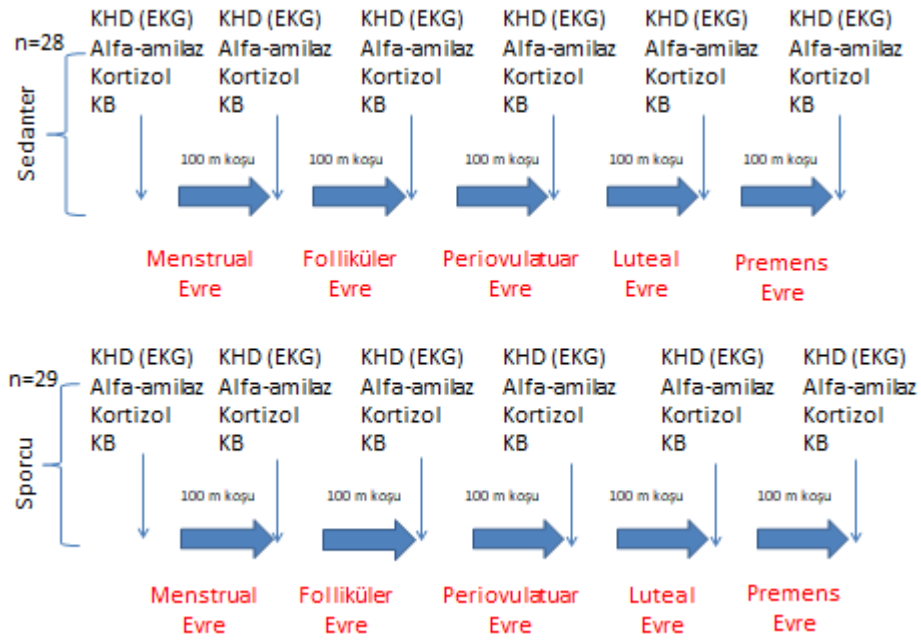 n=28
Sedanter
KHD (EKG) KHD (EKG) KHD (EKG) KHD (EKG) KHD (EKG) KHD (EKG)
Alfa-amilaz Alfa-amilaz Alfa-amilaz Alfa-amilaz Alfa-amilaz Alfa-amilaz
Kortizol Kortizol Kortizol Kortizol Kortizol Kortizol
KB KB KB KB KB KB
100 m koşu 100 m koşu 100 m koşu 100 m koşu 100 m koşu
Menstrual Folliküler Periovulatuar Luteal Premens
Evre Evre Evre Evre Evre
n=29
Sporcu
KHD (EKG) KHD (EKG) KHD (EKG) KHD (EKG) KHD (EKG) KHD (EKG)
Alfa-amilaz Alfa-amilaz Alfa-amilaz Alfa-amilaz Alfa-amilaz Alfa-amilaz
Kortizol Kortizol Kortizol Kortizol Kortizol Kortizol
KB KB KB KB KB KB
100 m koşu 100 m koşu 100 m koşu 100 m koşu 100 m koşu
Menstrual Folliküler Periovulatuar Luteal Premens
Evre Evre Evre Evre Evre